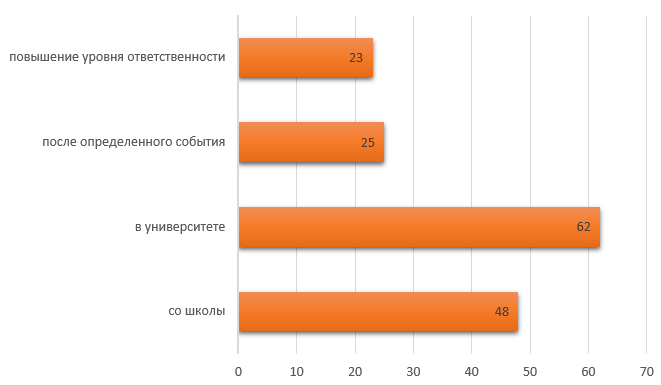 повышение уровня ответственности 23
после определенного события 25
в университете 62
со школы 48
0 10 20 30 40 50 60 70